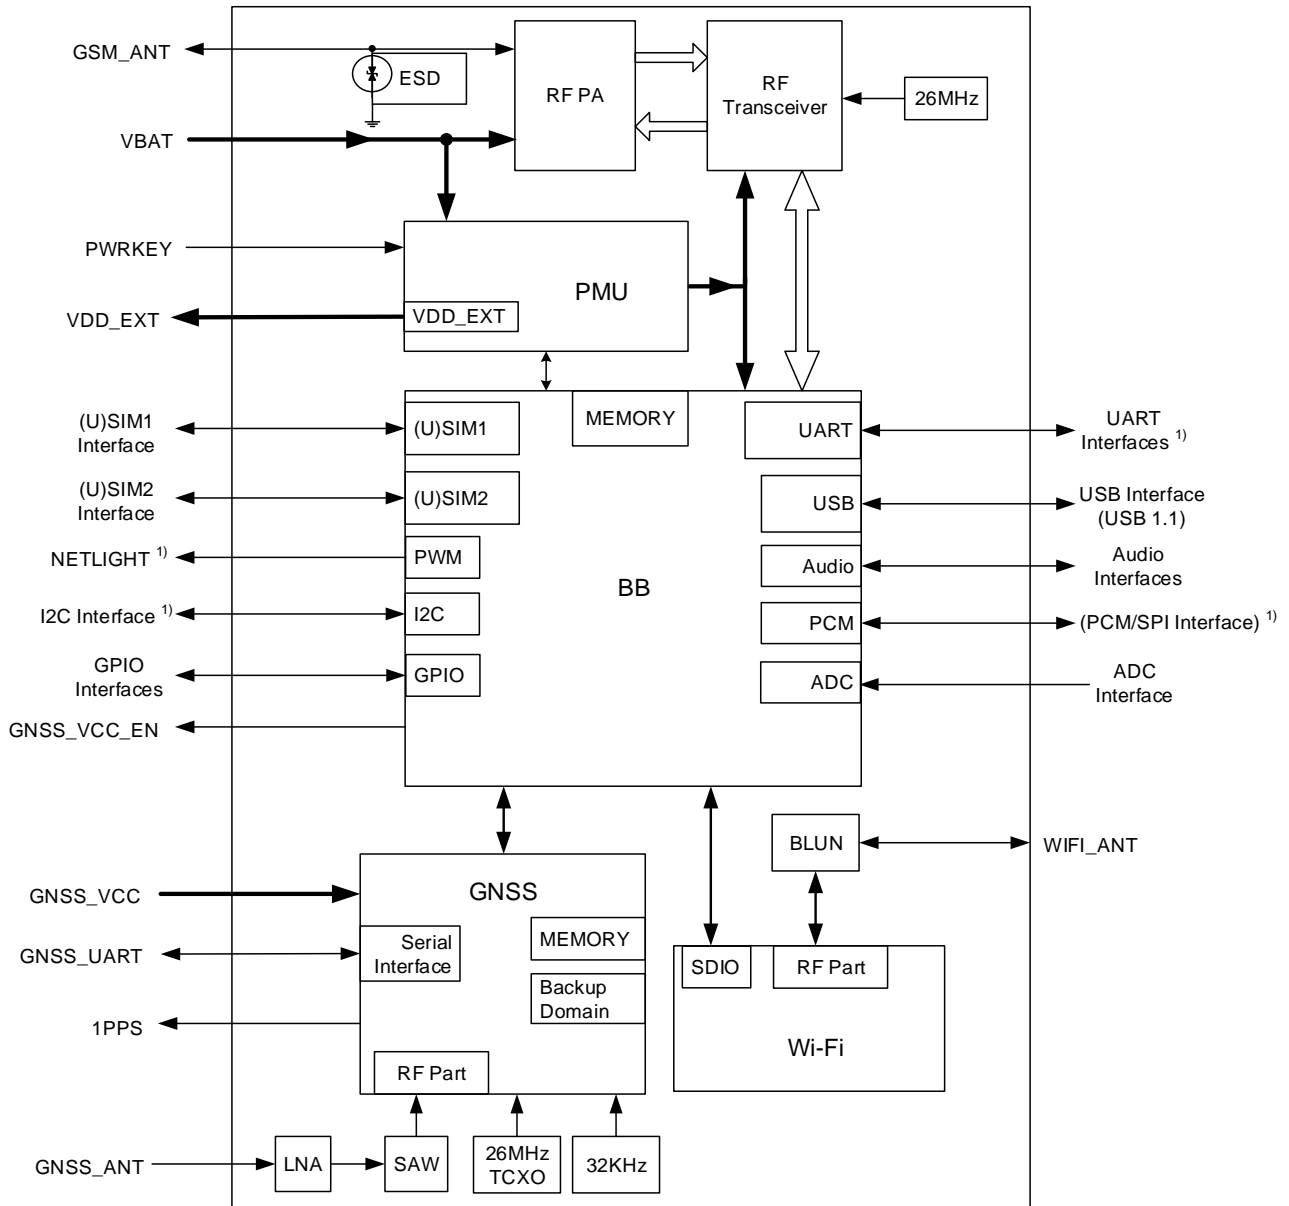 GSM_ANT
ESD
RF PA
RF
Transceiver
26MHz
VBAT
PWRKEY
PMU
VDD_EXT
VDD_EXT
(U)SIM1
Interface
(U)SIM1
MEMORY
UART
UART
Interfaces 1)
(U)SIM2
Interface
(U)SIM2
USB
USB Interface
(USB 1.1)
NETLIGHT 1)
PWM
BB
Audio
Audio
Interfaces
I2C Interface 1)
I2C
PCM
(PCM/SPI Interface) 1)
GPIO
Interfaces
GPIO
ADC
ADC
Interface
GNSS_VCC_EN
BLUN
WIFI_ANT
GNSS_VCC
GNSS
GNSS_UART
Serial
Interface
MEMORY
SDIO
RF Part
Backup
Domain
1PPS
Wi-Fi
RF Part
GNSS_ANT
LNA
SAW
26MHz
TCXO
32KHz